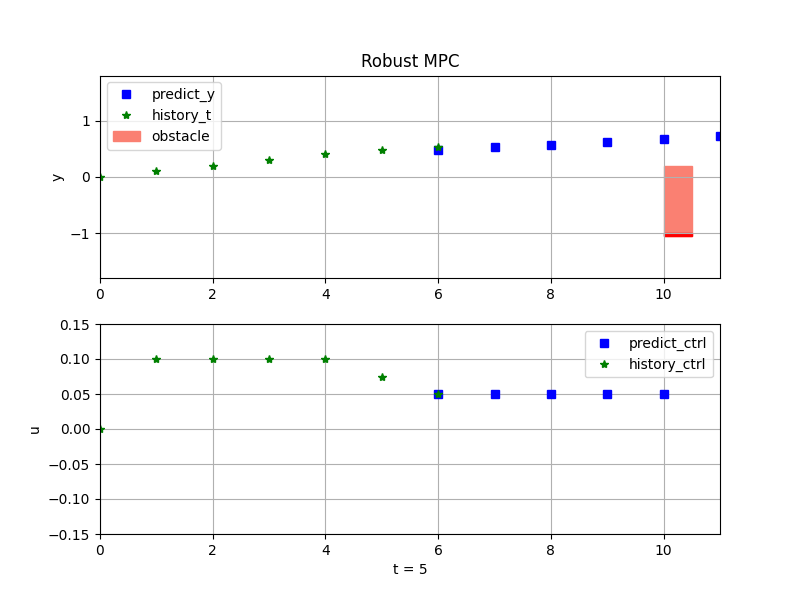 Robust MPC
predict_y
history_t
obstacle
1
0
−1
y
0 2 4 6 8 10
predict_ctrl
history_ctrl
0.15
0.10
0.05
0.00
−0.05
−0.10
−0.15
u
0 2 4 6 8 10
t = 5